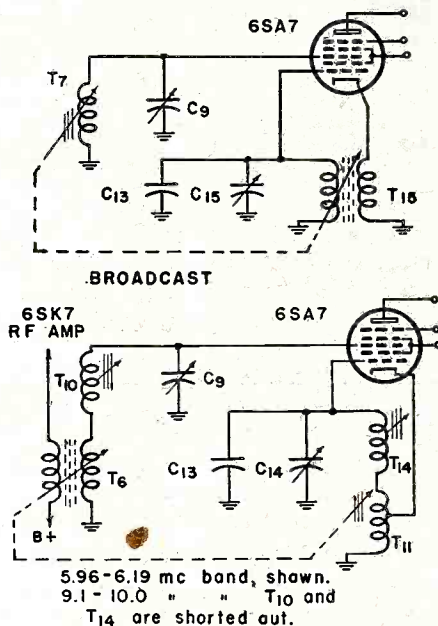 6SA7
T7
C9
C13
C15
T15
BROADCAST
6SK7
RF AMP
6SA7
T10
C9
T6
C13
C14
T14
T11
B+
5.96-6.19 mc band, shown.
9.1-10.0 " " T10 and
T14 are shorted out.